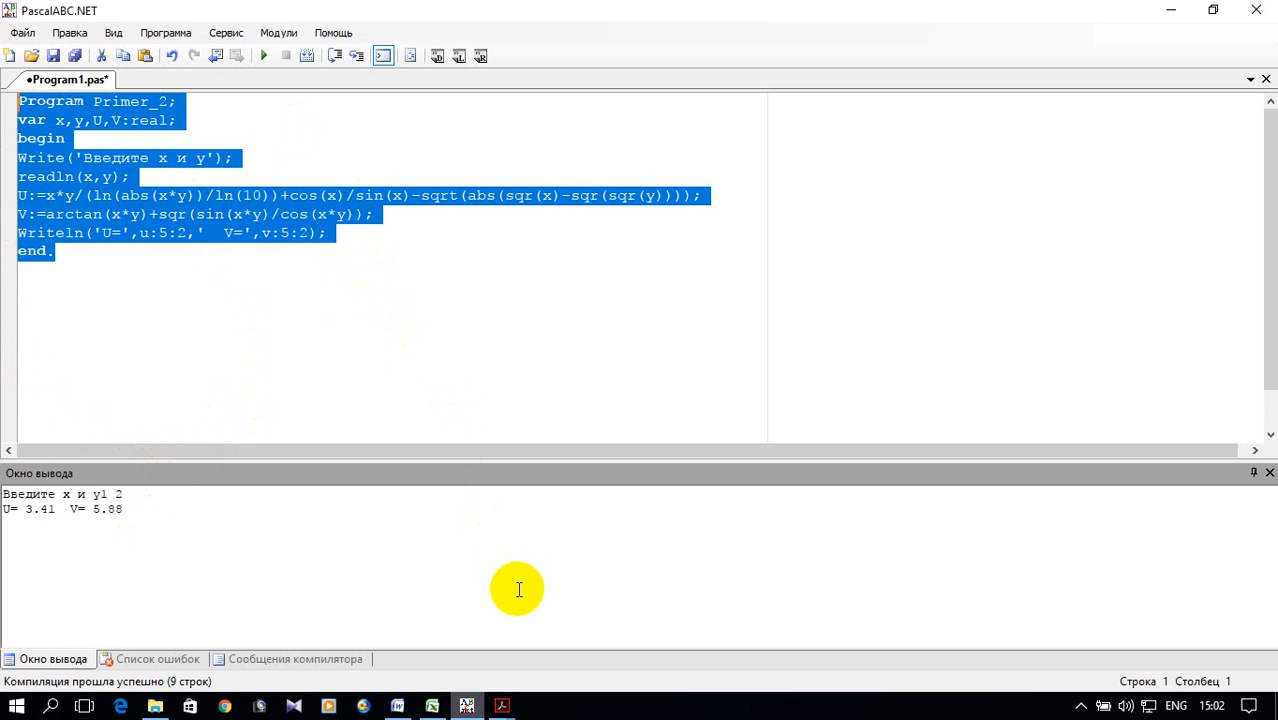 PascalABC.NET
Файл Правка Вид Программа Сервис Модули Помощь
•Program1.pas*
Program Primer_2;
var x,y,U,V:real;
begin
Write('Введите x и y');
readln(x,y);
U:=x*y/(ln(abs(x*y))/ln(10))+cos(x)/sin(x)-sqrt(abs(sqr(x)-sqr(sqr(y))));
V:=arctan(x*y)+sqr(sin(x*y)/cos(x*y));
Writeln('U=',u:5:2,'  V=',v:5:2);
end.
Окно вывода
Введите x и y1 2
U= 3.41  V= 5.88
Окно вывода Список ошибок Сообщения компилятора
Компиляция прошла успешно (9 строк) Строка 1 Столбец 1
ENG 15:02